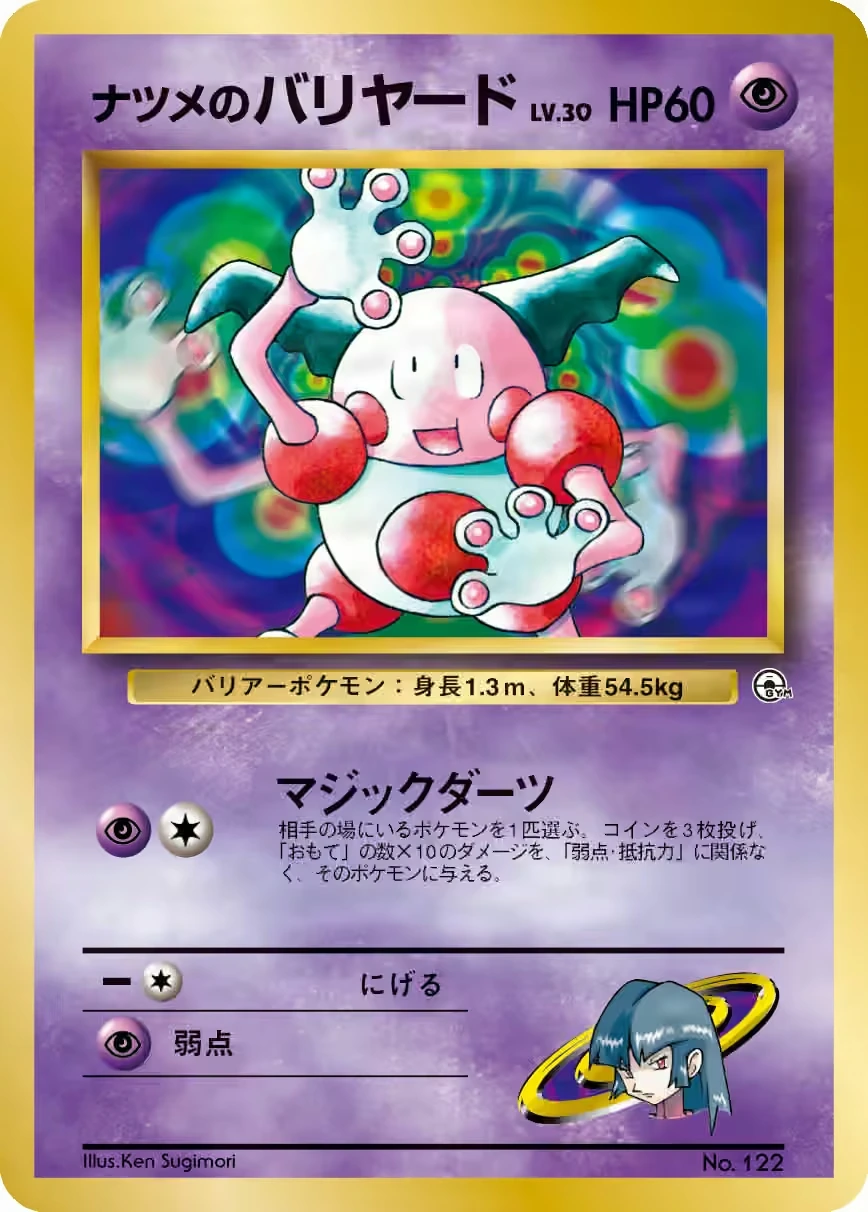 ナツメのバリヤード LV.30 HP60
バリアーポケモン：身長1.3m、体重54.5kg
GYM
マジックダーツ
相手の場にいるポケモンを1匹選ぶ。コインを3枚投げ、
「おもて」の数×10のダメージを、「弱点・抵抗力」に関係な
く、そのポケモンに与える。
ー にげる
弱点
Illus.Ken Sugimori
No. 122